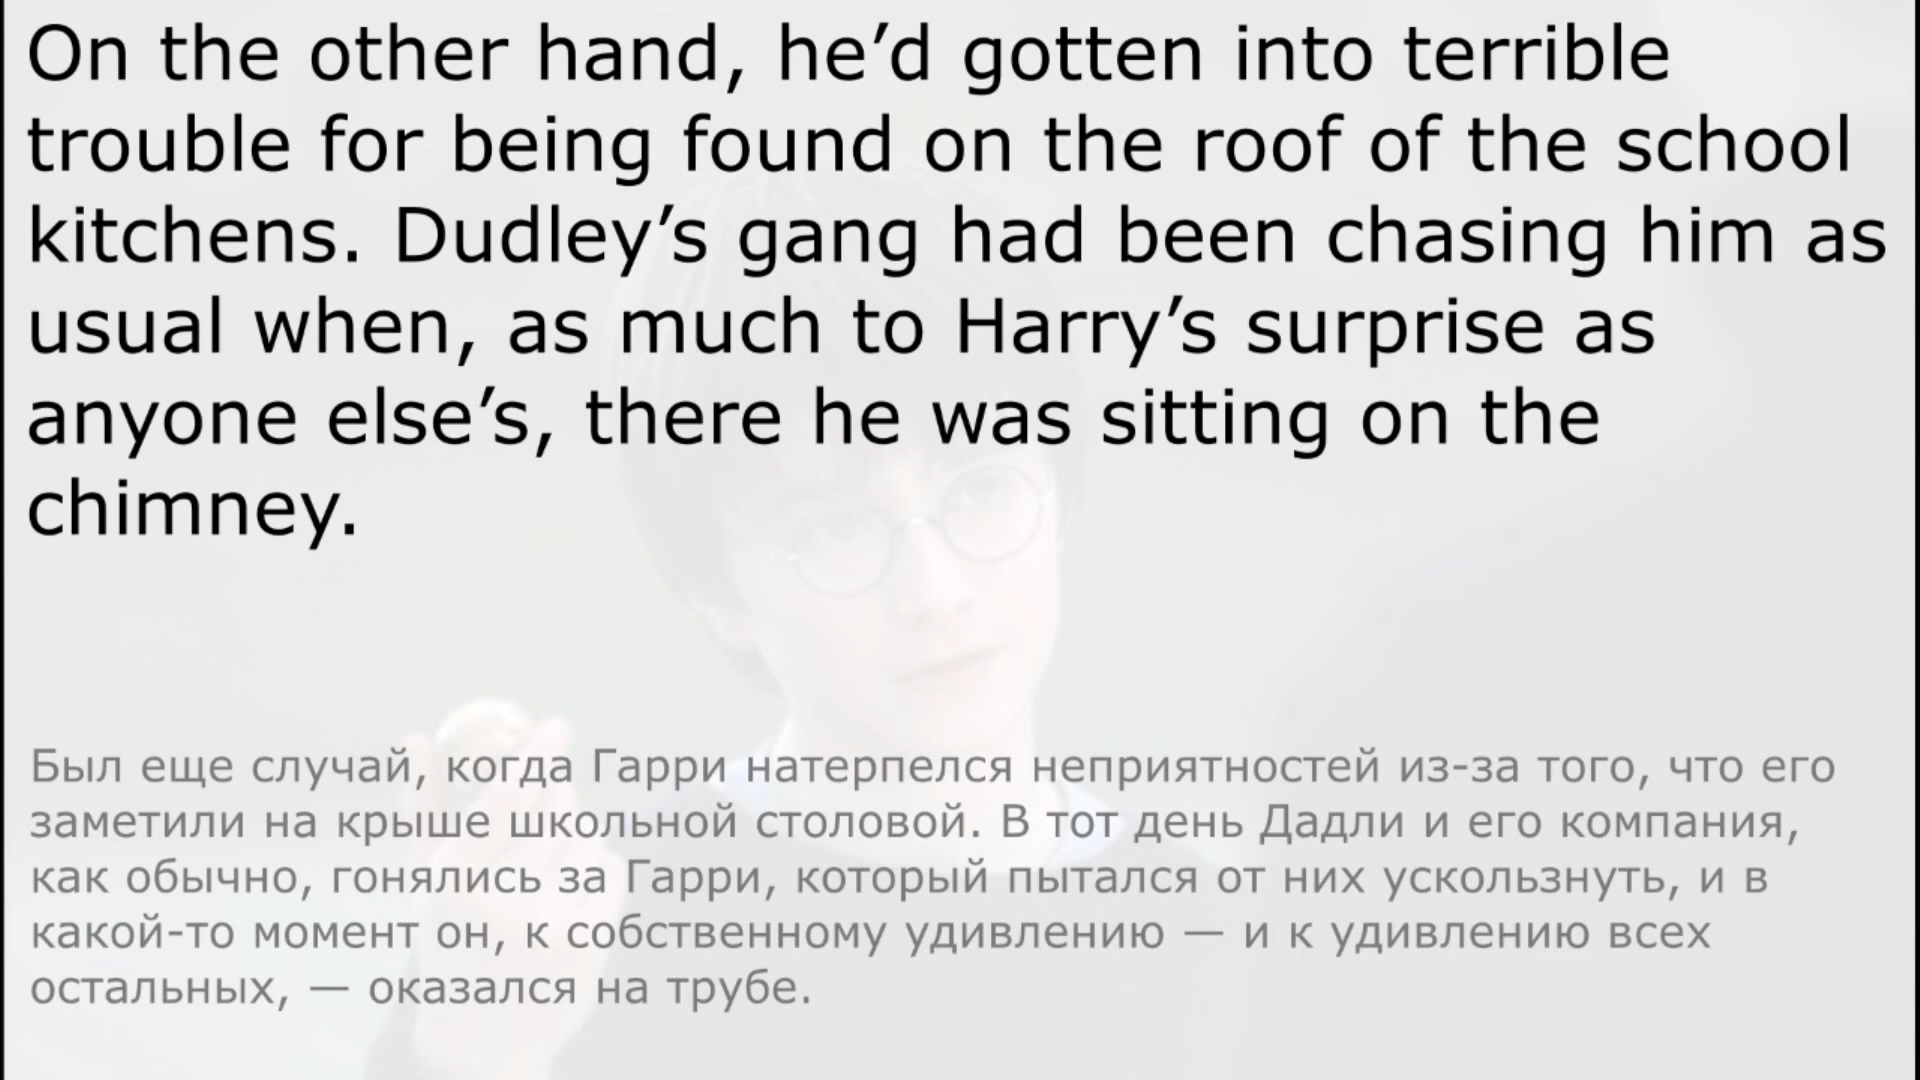 On the other hand, he’d gotten into terrible
trouble for being found on the roof of the school
kitchens. Dudley’s gang had been chasing him as
usual when, as much to Harry’s surprise as
anyone else’s, there he was sitting on the
chimney.
Был еще случай, когда Гарри натерпелся неприятностей из-за того, что его
заметили на крыше школьной столовой. В тот день Дадли и его компания,
как обычно, гонялись за Гарри, который пытался от них ускользнуть, и в
какой-то момент он, к собственному удивлению — и к удивлению всех
остальных, — оказался на трубе.